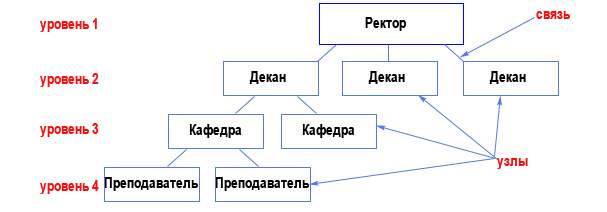 уровень 1
Ректор
связь
уровень 2
Декан
Декан
Декан
уровень 3
Кафедра
Кафедра
узлы
уровень 4
Преподаватель
Преподаватель